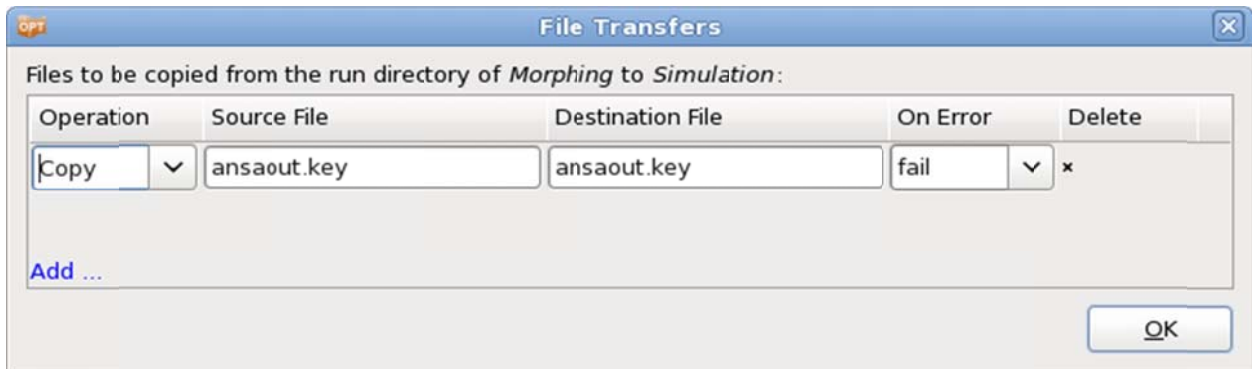 OPT
File Transfers
Files to be copied from the run directory of Morphing to Simulation:
Operation Source File Destination File On Error Delete
Copy ansaout.key ansaout.key fail ×
Add ...
OK